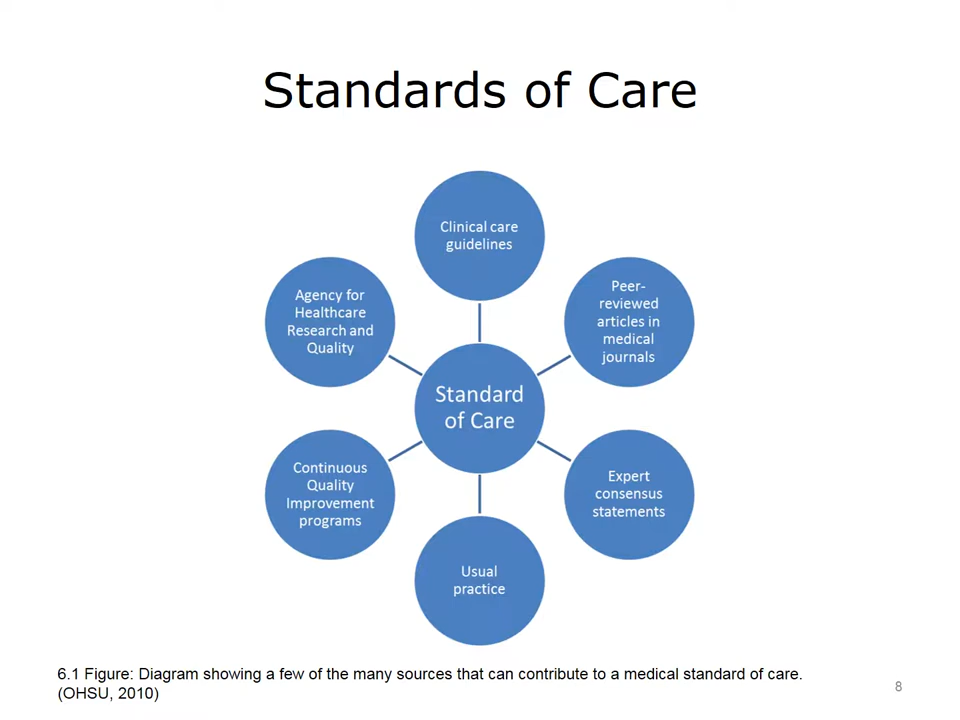 Standards of Care
Clinical care
guidelines
Peer-
reviewed
articles in
medical
journals
Expert
consensus
statements
Usual
practice
Continuous
Quality
Improvement
programs
Agency for
Healthcare
Research and
Quality
Standard
of Care
6.1 Figure: Diagram showing a few of the many sources that can contribute to a medical standard of care.
(OHSU, 2010)
8